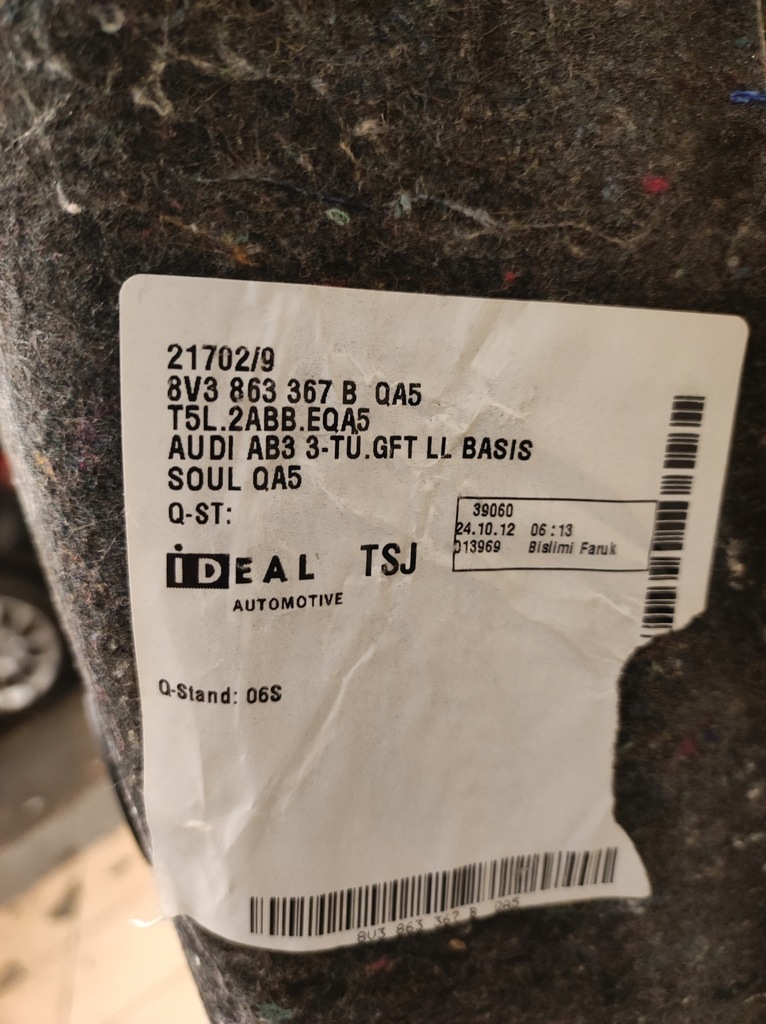 21702/9
8V3 863 367 B QA5
T5L.2ABB.EQA5
AUDI AB3 3-TÜ.GFT LL BASIS
SOUL QA5
Q-ST:
39060
24.10.12 06:13
013969 Bislimi Faruk
iDEAL TSJ
AUTOMOTIVE
Q-Stand: 06S
8V3 863 367 B QA5